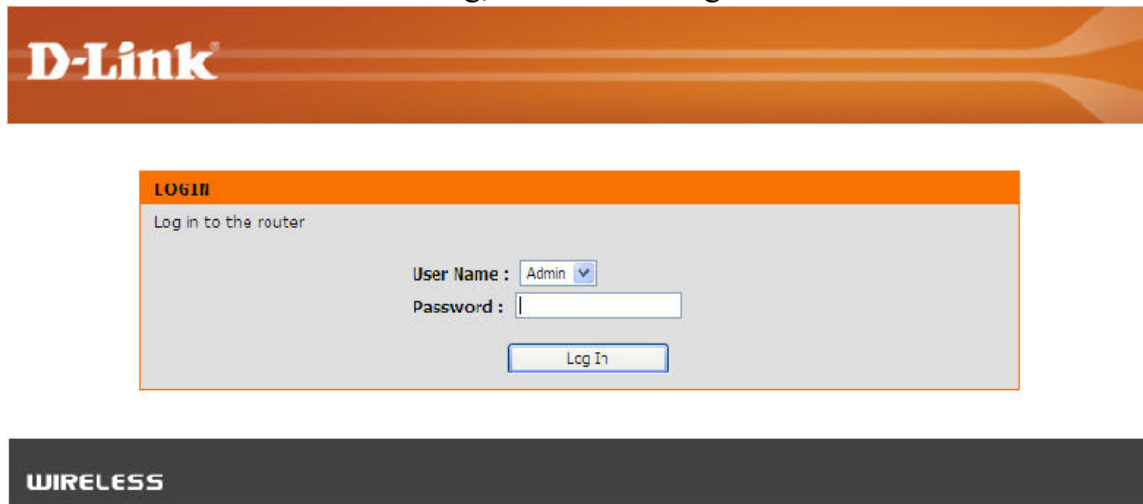 D-Link®
LOGIN
Log in to the router
User Name : Admin
Password :
Log In
WIRELESS